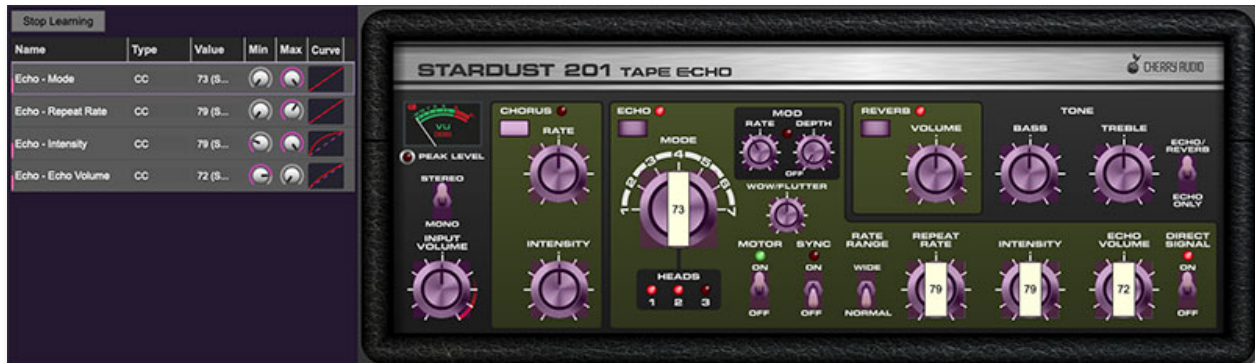 Stop Learning
Name Type Value Min Max Curve
Echo - Mode CC 73 (S...
Echo - Repeat Rate CC 79 (S...
Echo - Intensity CC 79 (S...
Echo - Echo Volume CC 72 (S...
STARDUST 201 TAPE ECHO
CHERRY AUDIO
VU
PEAK LEVEL
STEREO
MONO
INPUT
VOLUME
CHORUS
RATE
INTENSITY
ECHO
MODE
1 2 3 4 5 6 7
73
HEADS
1 2 3
MOD
RATE DEPTH
OFF
WOW/FLUTTER
MOTOR
ON
OFF
SYNC
ON
OFF
RATE
RANGE
WIDE
NORMAL
REVERB
VOLUME
TONE
BASS TREBLE
ECHO/
REVERB
ECHO
ONLY
REPEAT
RATE
79
INTENSITY
79
ECHO
VOLUME
72
DIRECT
SIGNAL
ON
OFF